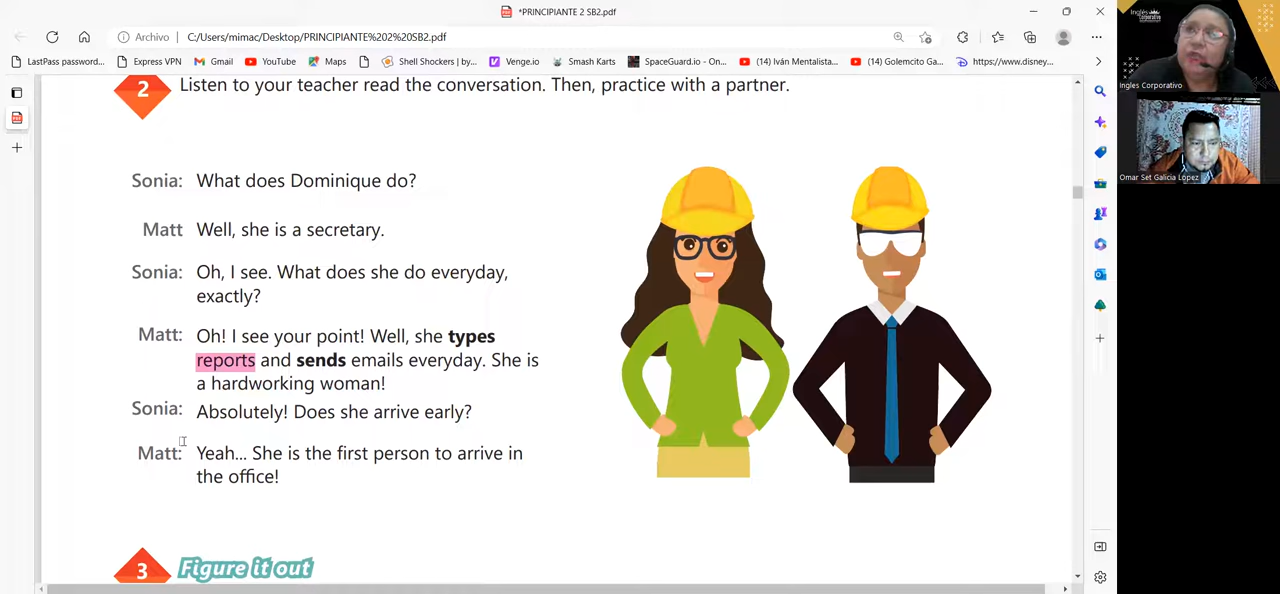 *PRINCIPIANTE 2 SB2.pdf
Archivo
C:/Users/mimac/Desktop/PRINCIPIANTE%202%20SB2.pdf
LastPass password...
Express VPN
Gmail
YouTube
Maps
Shell Shockers | by...
Venge.io
Smash Karts
SpaceGuard.io - On...
(14) Iván Mentalista...
(14) Golemcito Ga...
https://www.disney...
2
Listen to your teacher read the conversation. Then, practice with a partner.
Sonia: What does Dominique do?
Matt Well, she is a secretary.
Sonia: Oh, I see. What does she do everyday,
exactly?
Matt: Oh! I see your point! Well, she types
reports and sends emails everyday. She is
a hardworking woman!
Sonia: Absolutely! Does she arrive early?
Matt: Yeah... She is the first person to arrive in
the office!
3
Figure it out
Inglés
Corporativo
Ingles Corporativo
Omar Set Galicia López